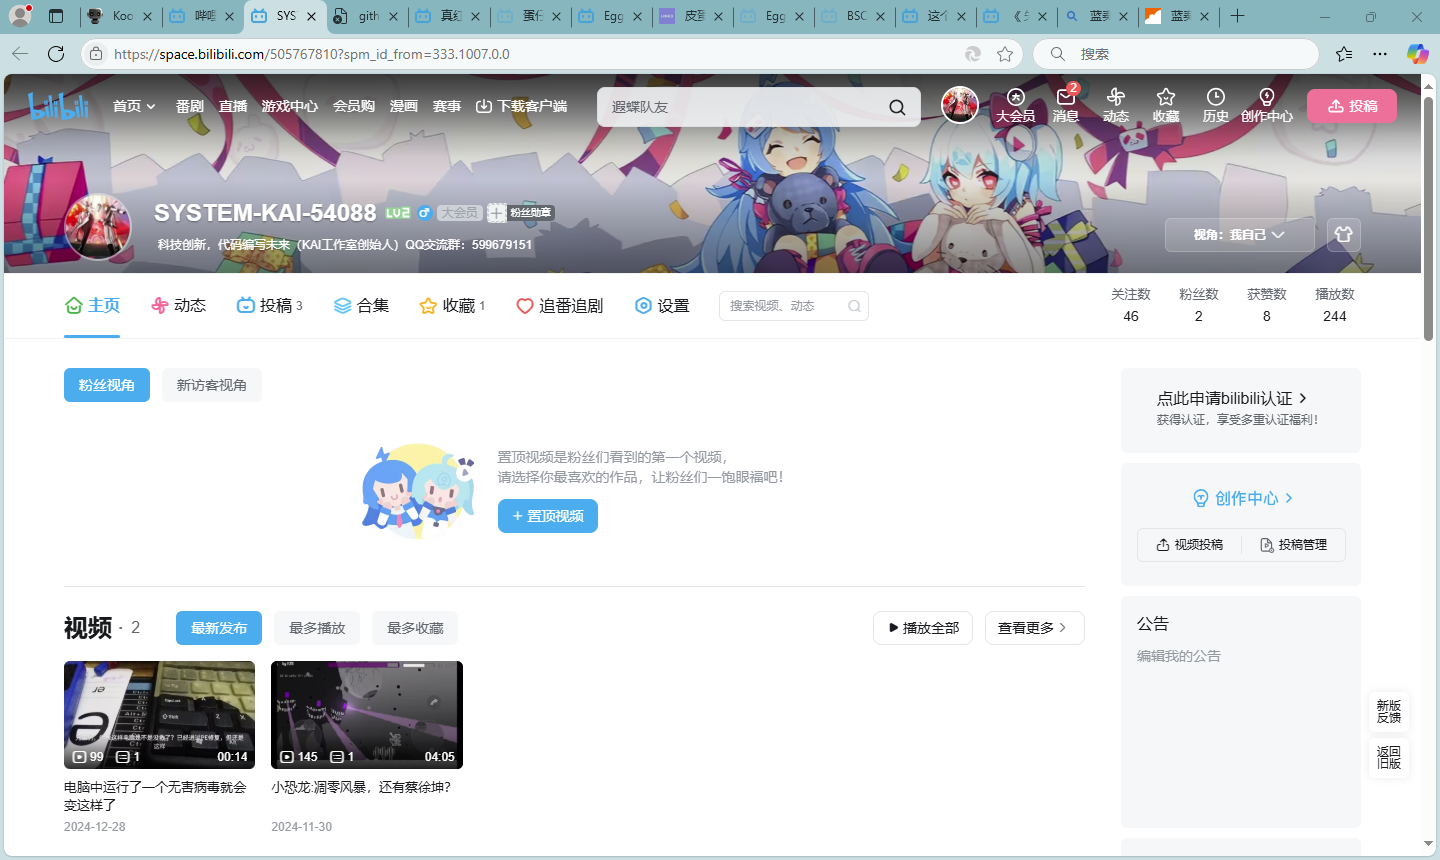 Koo
哔哩
SYS
gith
真纟
蛋仔
Egg
皮蛋
Egg
BSC
这个
蓝奏
蓝奏
https://space.bilibili.com/505767810?spm_id_from=333.1007.0.0
搜索
bilibili
首页
番剧
直播
游戏中心
会员购
漫画
赛事
下载客户端
遐蝶队友
大会员
2
消息
动态
收藏
历史
创作中心
投稿
SYSTEM-KAI-54088
LV2
大会员
粉丝勋章
科技创新，代码编写未来（KAI工作室创始人）QQ交流群：599679151
视角：我自己
主页
动态
投稿 3
合集
收藏 1
追番追剧
设置
搜索视频、动态
关注数
46
粉丝数
2
获赞数
8
播放数
244
粉丝视角
新访客视角
置顶视频是粉丝们看到的第一个视频，
请选择你最喜欢的作品，让粉丝们一饱眼福吧！
+ 置顶视频
点此申请bilibili认证
获得认证，享受多重认证福利！
创作中心
视频投稿
投稿管理
视频 · 2
最新发布
最多播放
最多收藏
播放全部
查看更多
99
1
00:14
电脑中运行了一个无害病毒就会
变这样了
2024-12-28
145
1
04:05
小恐龙:凋零风暴，还有蔡徐坤？
2024-11-30
公告
编辑我的公告
新版
反馈
返回
旧版